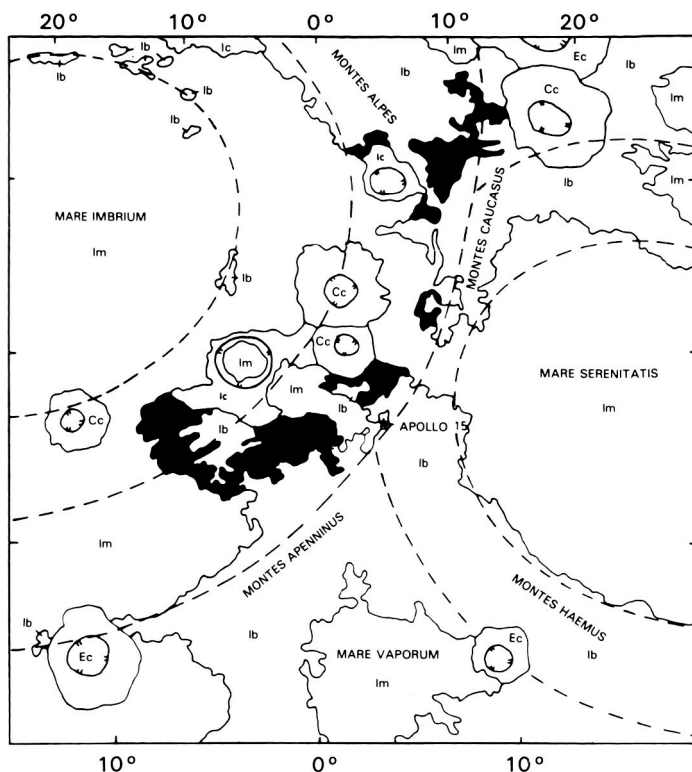 20° 10° 0° 10° 20°
Ib Ic Im Ec
Ib
MONTES ALPES
Ib
Ib
Ib
Cc
Im
Ib
Ic
Im
Ib
MARE IMBRIUM
Im
MONTES CAUCASUS
Ib
Cc
Cc
Im
Im
MARE SERENITATIS
Im
Ic
Cc
Ib
Ib
APOLLO 15
Ib
Im
MONTES APENNINUS
MONTES HAEMUS
Ib
Ib
Ec
MARE VAPORUM
Im
Ec
Ib
10° 0° 10°